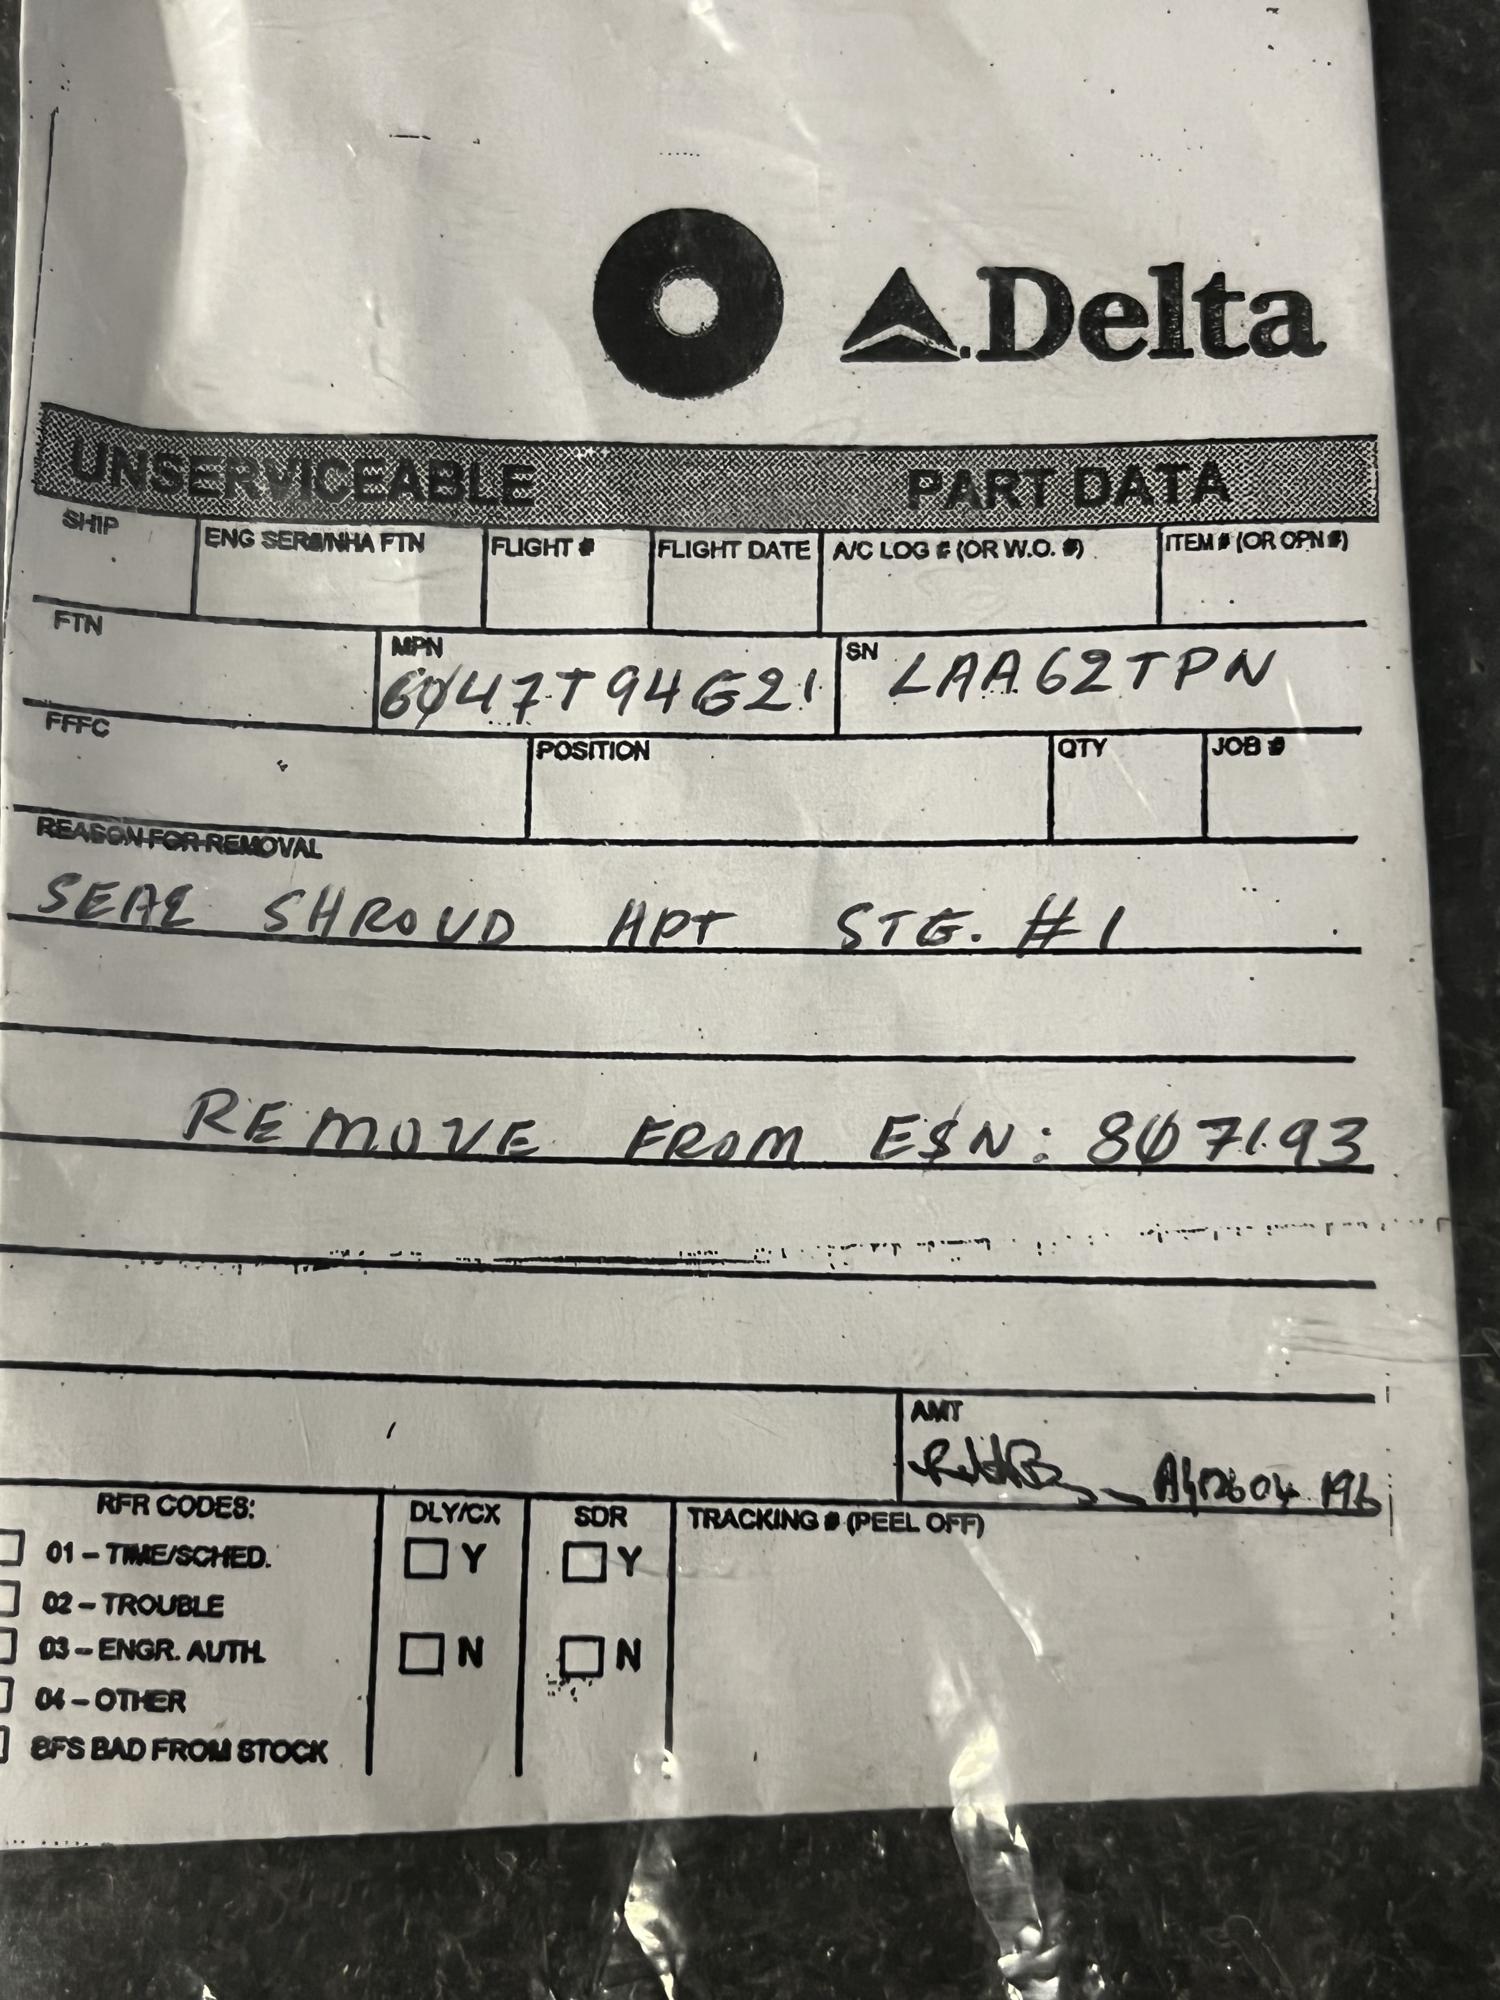 Delta
UNSERVICEABLE PART DATA
SHIP ENG SER#/NHA FTN FLIGHT # FLIGHT DATE A/C LOG # (OR W.O. #) ITEM # (OR OPN #)
FTN MPN SN
6047T94G21 LAA62TPN
FFFC POSITION QTY JOB #
REASON FOR REMOVAL
SEAL SHROUD HPT STG. #1
REMOVE FROM ESN: 807193
AMT
RFR CODES: DLY/CX SDR TRACKING # (PEEL OFF)
01 – TIME/SCHED. Y Y
02 – TROUBLE
03 – ENGR. AUTH. N N
04 – OTHER
BFS BAD FROM STOCK